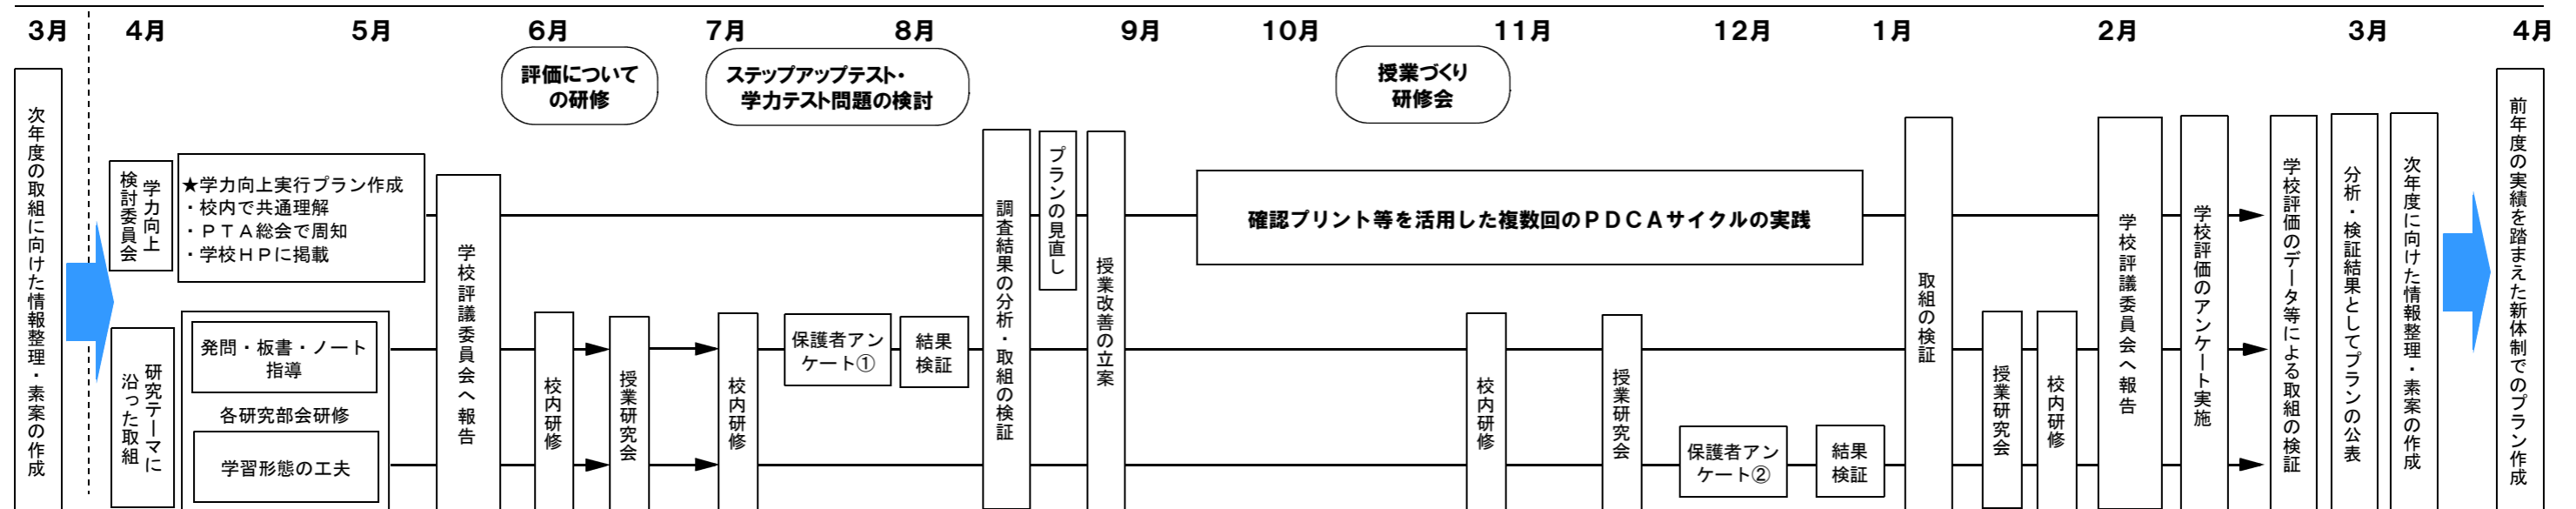 3月
4月
5月
6月
7月
8月
9月
10月
11月
12月
1月
2月
3月
4月
評価について
の研修
ステップアップテスト・
学力テスト問題の検討
授業づくり
研修会
次年度の取組に向けた情報整理・素案の作成
学力向上
検討委員会
★学力向上実行プラン作成
・校内で共通理解
・PTA総会で周知
・学校HPに掲載
研究テーマに
沿った取組
発問・板書・ノート
指導
各研究部会研修
学習形態の工夫
学校評議委員会へ報告
校内研修
授業研究会
校内研修
保護者アン
ケート①
結果
検証
調査結果の分析・取組の検証
プランの見直し
授業改善の立案
確認プリント等を活用した複数回のPDCAサイクルの実践
校内研修
授業研究会
保護者アン
ケート②
結果
検証
取組の検証
授業研究会
校内研修
学校評議委員会へ報告
学校評価のアンケート実施
学校評価のデータ等による取組の検証
分析・検証結果としてプランの公表
次年度に向けた情報整理・素案の作成
前年度の実績を踏まえた新体制でのプラン作成